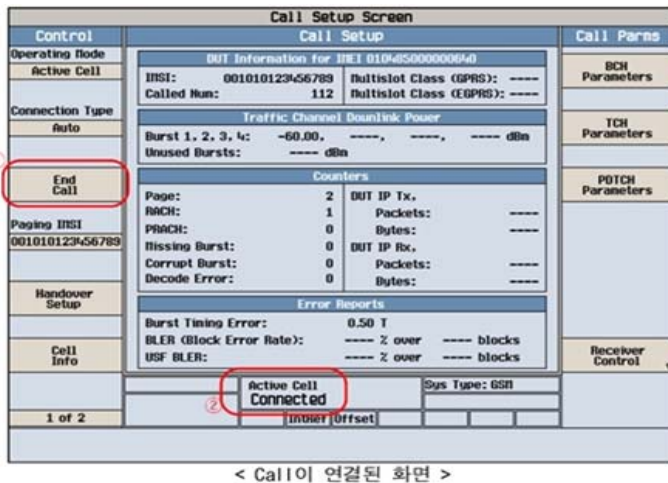 Call Setup Screen
Control
Call Setup
Call Parms
Operating Mode
Active Cell
Connection Type
Auto
End
Call
Paging IMSI
001010123456789
Handover
Setup
Cell
Info
1 of 2
DUT Information for IMEI 010485000000640
IMSI: 001010123456789
Multislot Class (GPRS): ----
Called Num: 112
Multislot Class (EGPRS): ----
Traffic Channel Downlink Power
Burst 1, 2, 3, 4: -60.00, ----, ----, ---- dBm
Unused Bursts: ---- dBm
Counters
Page: 2
RACH: 1
PRACH: 0
Missing Burst: 0
Corrupt Burst: 0
Decode Error: 0
DUT IP Tx.
Packets: ----
Bytes: ----
DUT IP Rx.
Packets: ----
Bytes: ----
Error Reports
Burst Timing Error: 0.50 T
BLER (Block Error Rate): ---- % over ---- blocks
USF BLER: ---- % over ---- blocks
②
Active Cell
Connected
Sys Type: GSM
IntRef Offset
BCH
Parameters
TCH
Parameters
PDTCH
Parameters
Receiver
Control
< Call이 연결된 화면 >